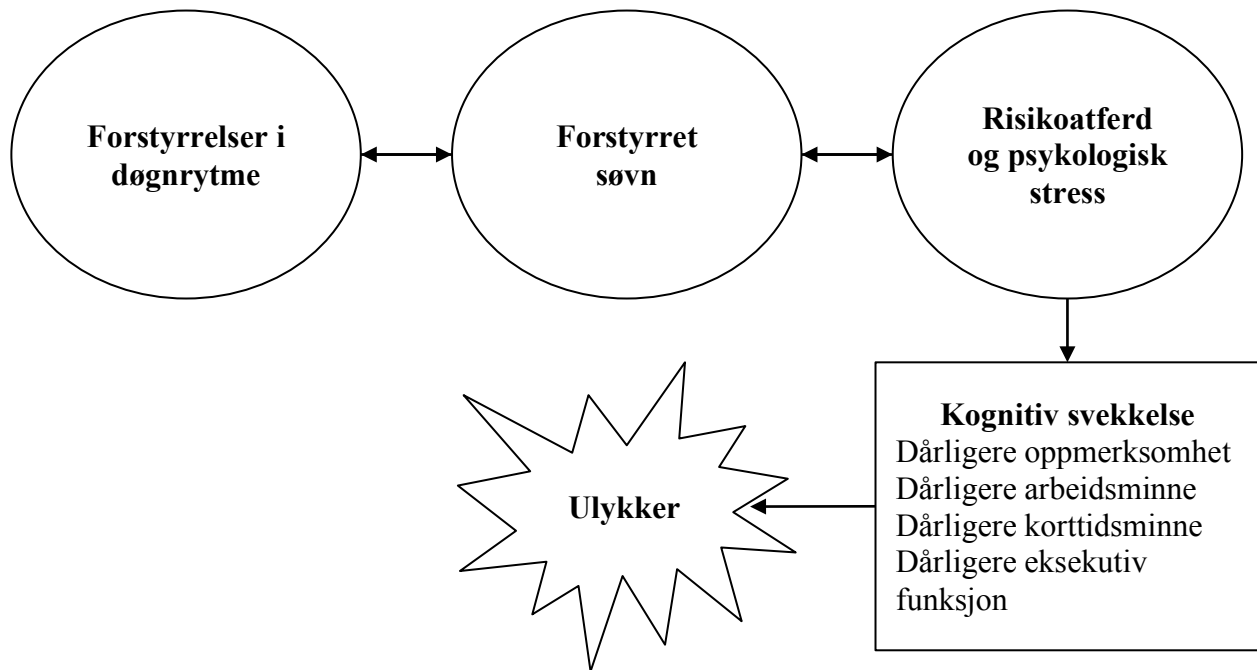 Forstyrrelser i
døgnrytme
Forstyrret
søvn
Risikoatferd
og psykologisk
stress
Kognitiv svekkelse
Dårligere oppmerksomhet
Dårligere arbeidsminne
Dårligere korttidsminne
Dårligere eksekutiv
funksjon
Ulykker